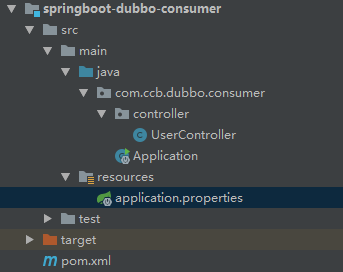 springboot-dubbo-consumer
src
main
java
com.ccb.dubbo.consumer
controller
UserController
Application
resources
application.properties
test
target
pom.xml